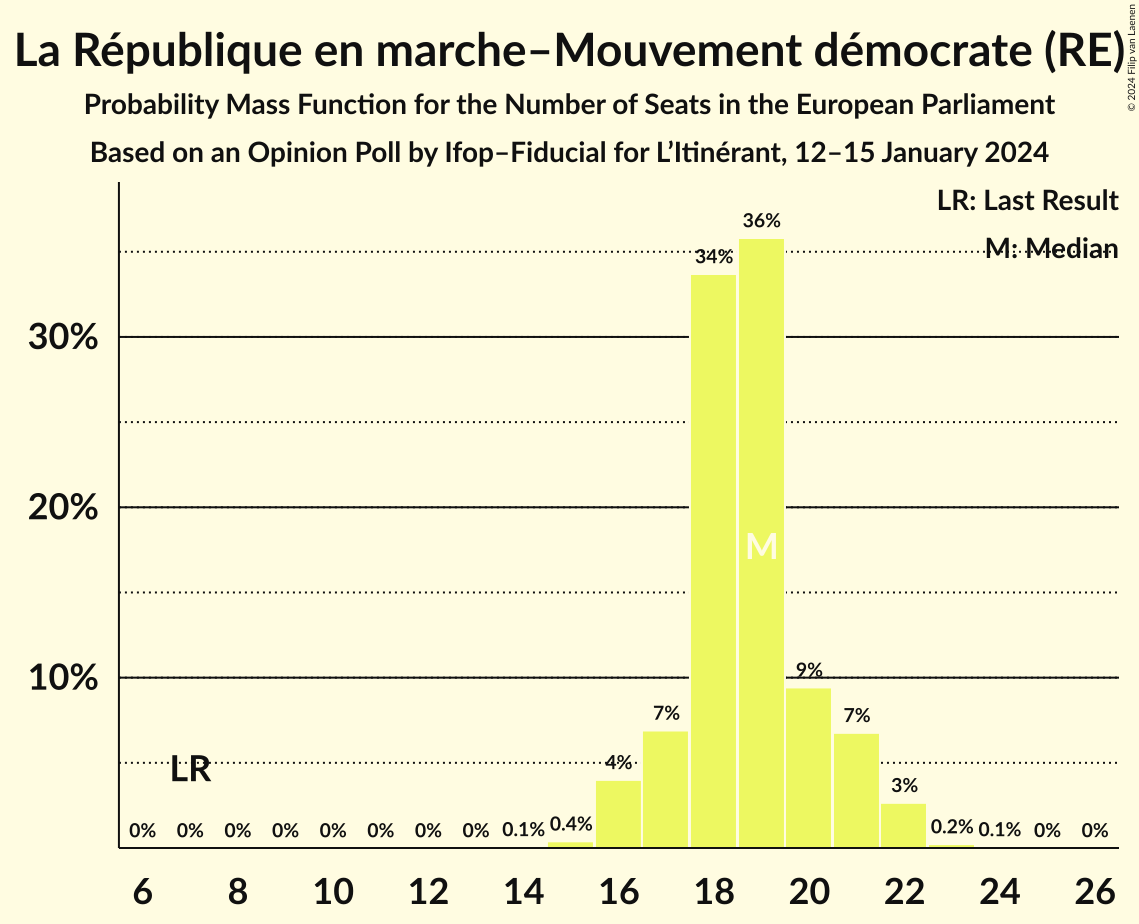 La République en marche–Mouvement démocrate (RE)
© 2024 Filip van Laenen
Probability Mass Function for the Number of Seats in the European Parliament
Based on an Opinion Poll by Ifop–Fiducial for L’Itinérant, 12–15 January 2024
LR: Last Result
M: Median
36%
34%
30%
20%
M
10%
9%
7%
7%
LR
4%
3%
0% 0% 0% 0% 0% 0% 0% 0% 0.1% 0.4% 0.2% 0.1% 0% 0%
6 8 10 12 14 16 18 20 22 24 26